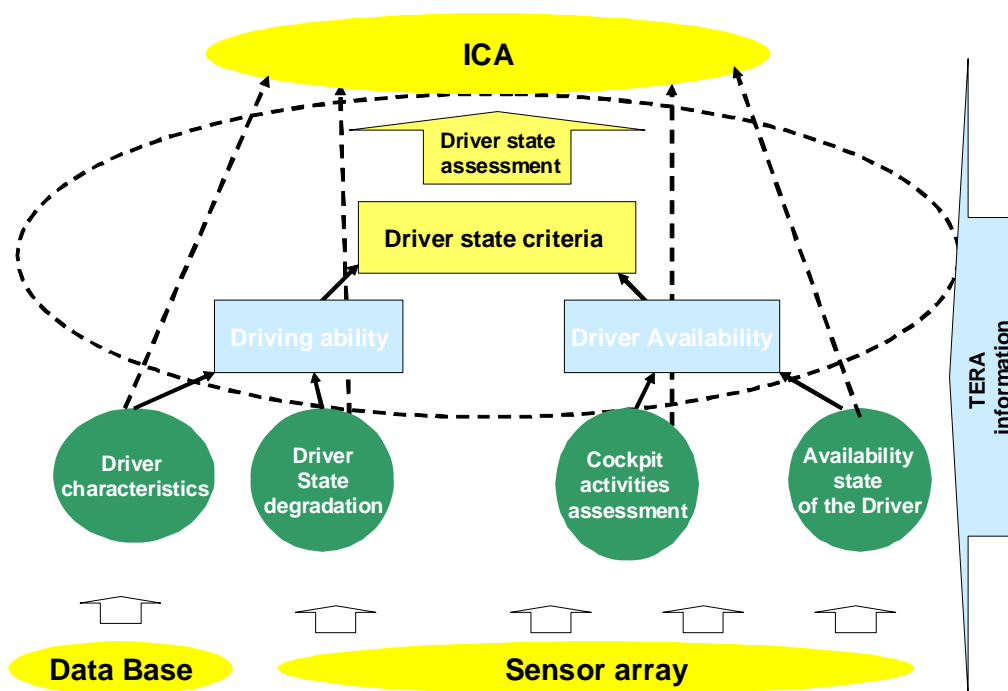 ICA
Driver state
assessment
Driver state criteria
Driving ability
Driver Availability
TERA
information
Driver
characteristics
Driver
State
degradation
Cockpit
activities
assessment
Availability
state
of the Driver
Data Base
Sensor array